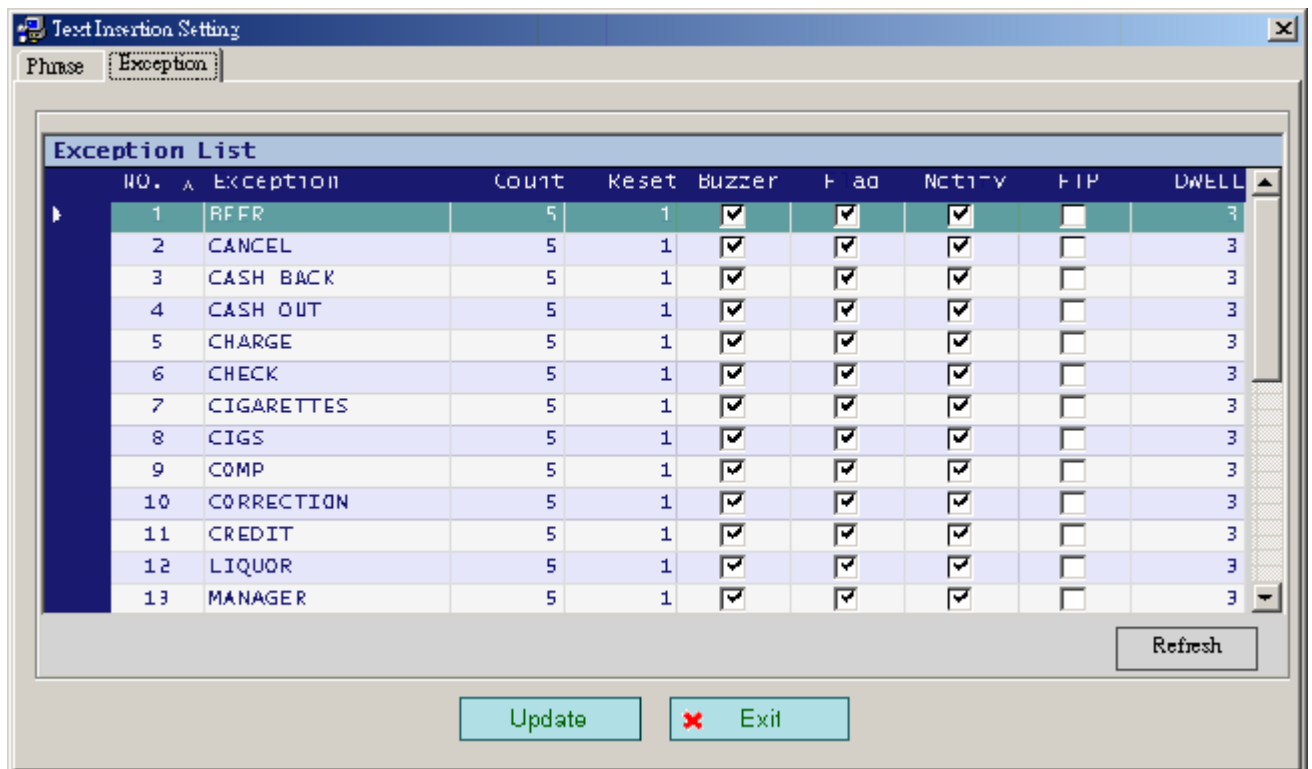 Text Insertion Setting
Phrase Exception
Exception List
NO. Exception Count Reset Buzzer Flag Notify FTP DWELL
1 BEER 5 1 3
2 CANCEL 5 1 3
3 CASH BACK 5 1 3
4 CASH OUT 5 1 3
5 CHARGE 5 1 3
6 CHECK 5 1 3
7 CIGARETTES 5 1 3
8 CIGS 5 1 3
9 COMP 5 1 3
10 CORRECTION 5 1 3
11 CREDIT 5 1 3
12 LIQUOR 5 1 3
13 MANAGER 5 1 3
Refresh
Update Exit